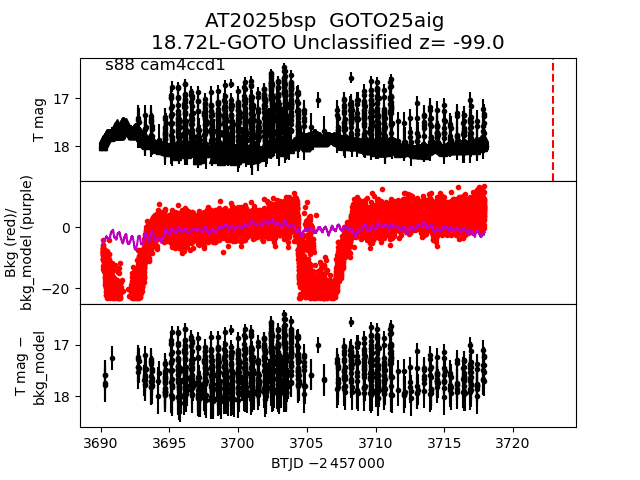 AT2025bsp  GOTO25aig
18.72L-GOTO Unclassified z= -99.0
s88 cam4ccd1
T mag
17
18
Bkg (red)/
bkg_model (purple)
0
−20
T mag −
bkg_model
17
18
3690 3695 3700 3705 3710 3715 3720
BTJD −2 457 000